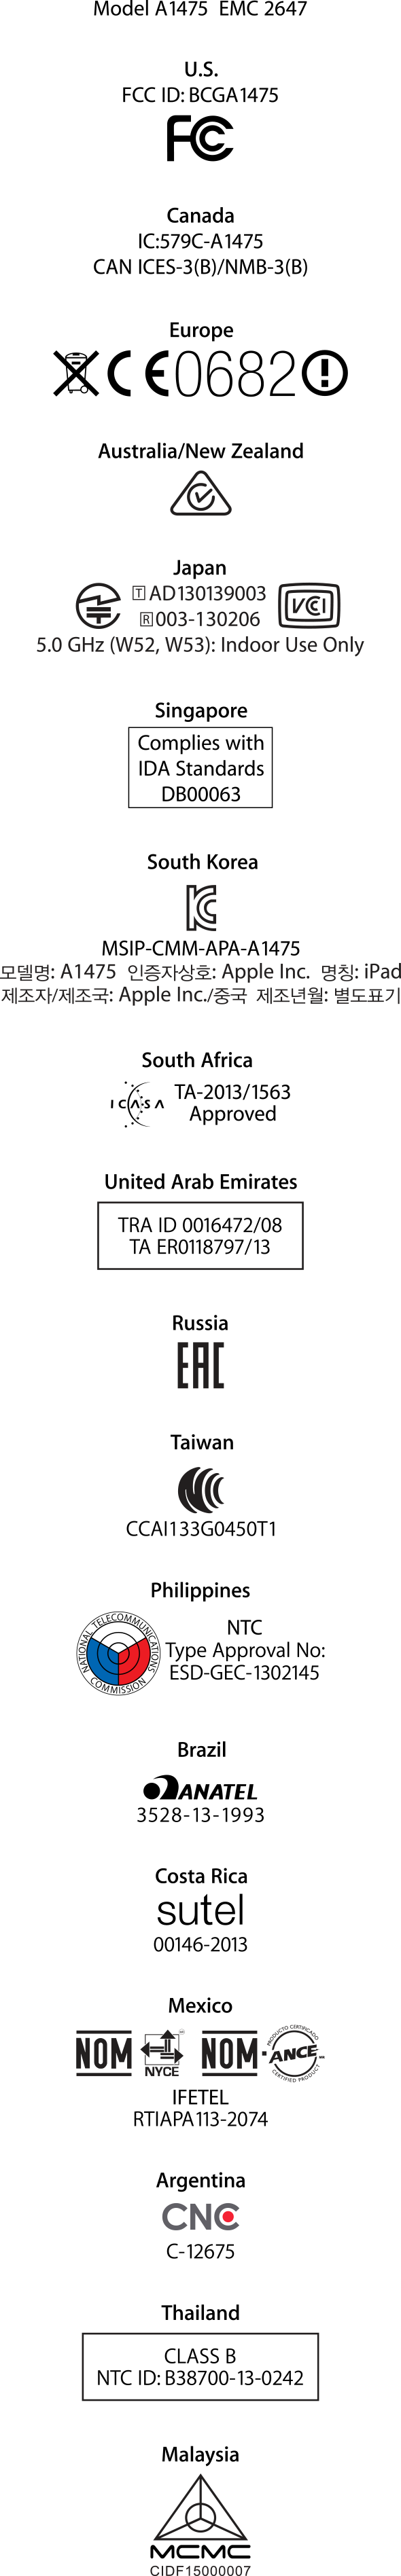 Model A1475 EMC 2647
U.S.
FCC ID: BCGA1475
FC
Canada
IC:579C-A1475
CAN ICES-3(B)/NMB-3(B)
Europe
CE 0682
Australia/New Zealand
Japan
T AD130139003
R 003-130206
VCI
5.0 GHz (W52, W53): Indoor Use Only
Singapore
Complies with
IDA Standards
DB00063
South Korea
MSIP-CMM-APA-A1475
모델명: A1475 인증자상호: Apple Inc. 명칭: iPad
제조자/제조국: Apple Inc./중국 제조년월: 별도표기
South Africa
ICASA
TA-2013/1563
Approved
United Arab Emirates
TRA ID 0016472/08
TA ER0118797/13
Russia
EAC
Taiwan
CCAI133G0450T1
Philippines
NATIONAL TELECOMMUNICATIONS
COMMISSION
NTC
Type Approval No:
ESD-GEC-1302145
Brazil
ANATEL
3528-13-1993
Costa Rica
sutel
00146-2013
Mexico
NOM NYCE NOM ANCE
PRODUCTO CERTIFICADO
CERTIFIED PRODUCT
IFETEL
RTIAPA113-2074
Argentina
CNC
C-12675
Thailand
CLASS B
NTC ID: B38700-13-0242
Malaysia
MCMC
CIDF15000007